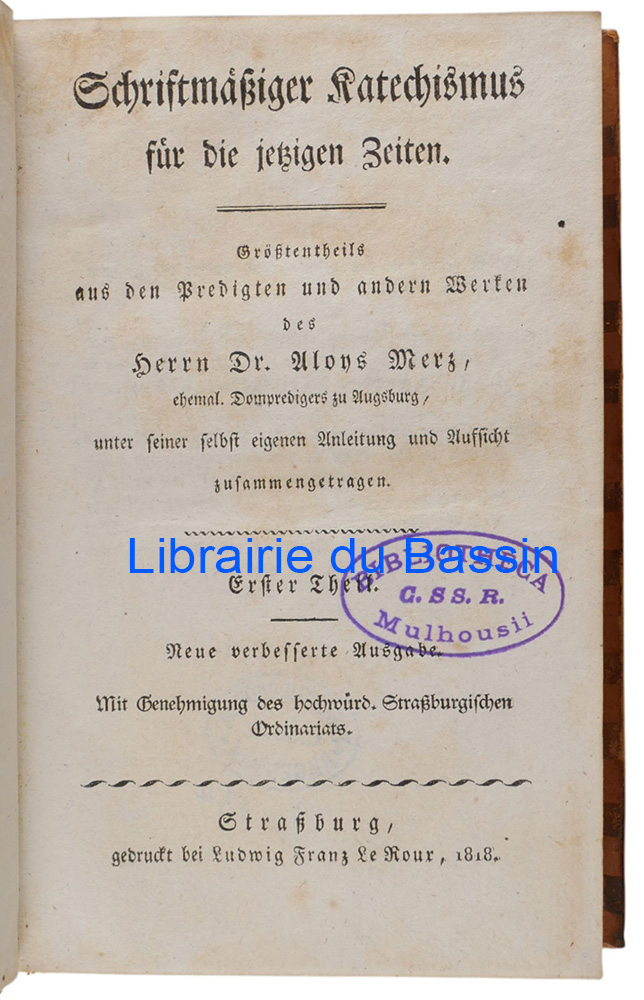 Schriftmäßiger Katechismus
für die jetzigen Zeiten.
Größtentheils
aus den Predigten und andern Werken
des
Herrn Dr. Aloys Merz,
ehemal. Dompredigers zu Augsburg,
unter seiner selbst eigenen Anleitung und Aufsicht
zusammengetragen.
Librairie du Bassin
BIBLIOTHECA
C. SS. R.
Mulhousii
Erster Theil.
Neue verbesserte Ausgabe.
Mit Genehmigung des hochwürd. Straßburgischen
Ordinariats.
Straßburg,
gedruckt bei Ludwig Franz Le Roux, 1818.